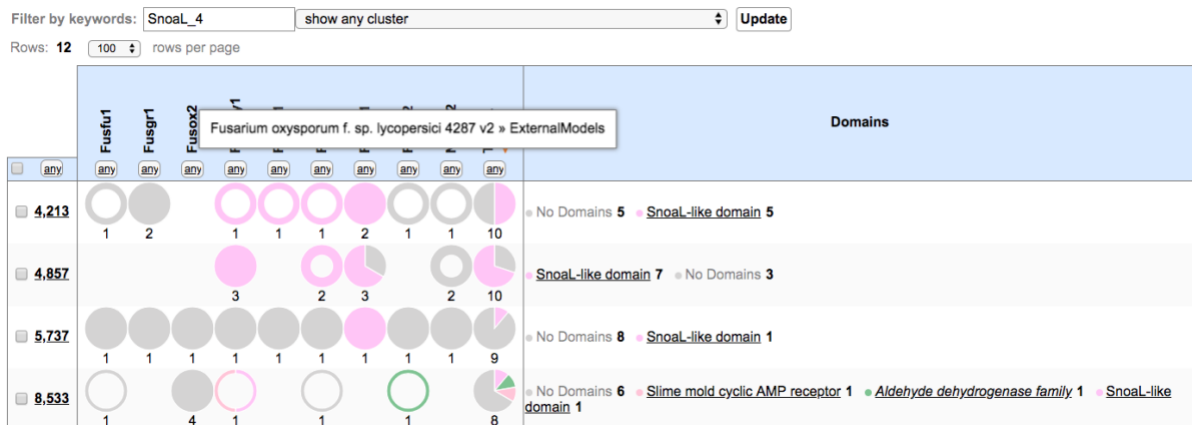 Filter by keywords: SnoaL_4 show any cluster Update
Rows: 12 100 rows per page
Fusfu1 Fusgr1 Fusox2 Domains
Fusarium oxysporum f. sp. lycopersici 4287 v2 » ExternalModels
any any any any any any any any any any any
4,213 No Domains 5 SnoaL-like domain 5
1 2 1 1 1 2 1 1 10
4,857 SnoaL-like domain 7 No Domains 3
3 2 3 2 10
5,737 No Domains 8 SnoaL-like domain 1
1 1 1 1 1 1 1 1 1 9
8,533 No Domains 6 Slime mold cyclic AMP receptor 1 Aldehyde dehydrogenase family 1 SnoaL-like
domain 1
1 4 1 1 1 8